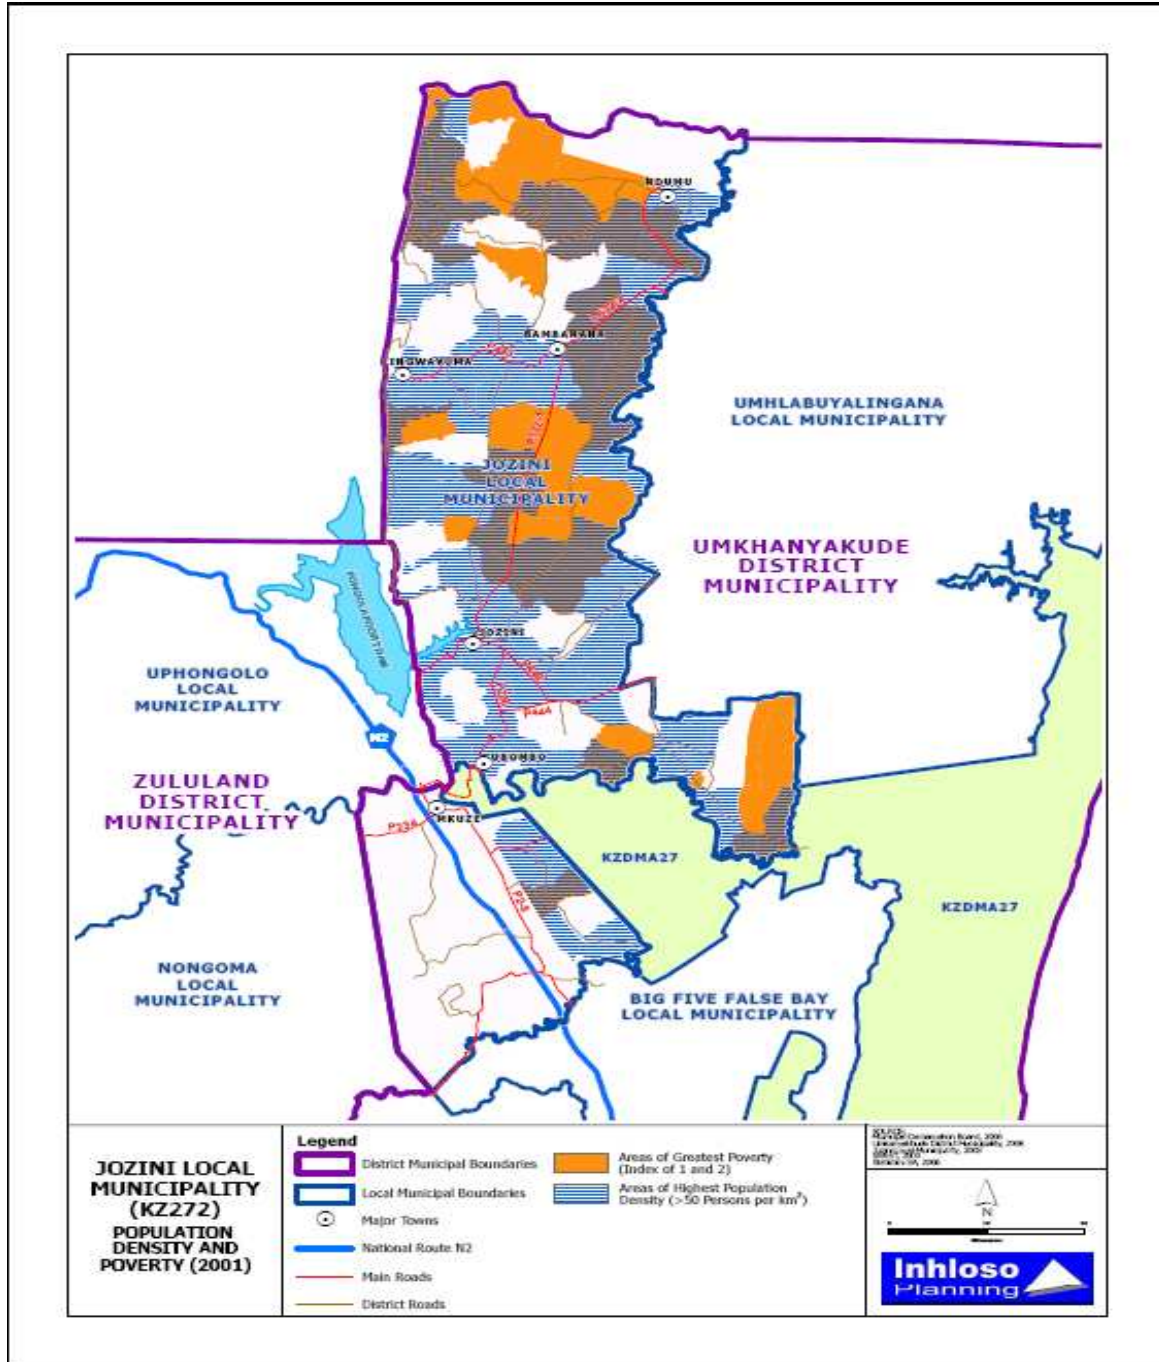 NDUMU
BAMBANANA
INGWAVUMA
UMHLABUYALINGANA
LOCAL MUNICIPALITY
JOZINI
LOCAL
MUNICIPALITY
UMKHANYAKUDE
DISTRICT
MUNICIPALITY
JOZINI
UPHONGOLO
LOCAL
MUNICIPALITY
P444
N2
UBOMBO
ZULULAND
DISTRICT
MUNICIPALITY
MKUZE
P234
KZDMA27
P2-5
KZDMA27
NONGOMA
LOCAL
MUNICIPALITY
BIG FIVE FALSE BAY
LOCAL MUNICIPALITY
JOZINI LOCAL
MUNICIPALITY
(KZ272)
POPULATION
DENSITY AND
POVERTY (2001)
Legend
District Municipal Boundaries
Local Municipal Boundaries
Major Towns
National Route N2
Main Roads
District Roads
Areas of Greatest Poverty
(Index of 1 and 2)
Areas of Highest Population
Density (>50 Persons per km²)
N
Inhloso
Planning